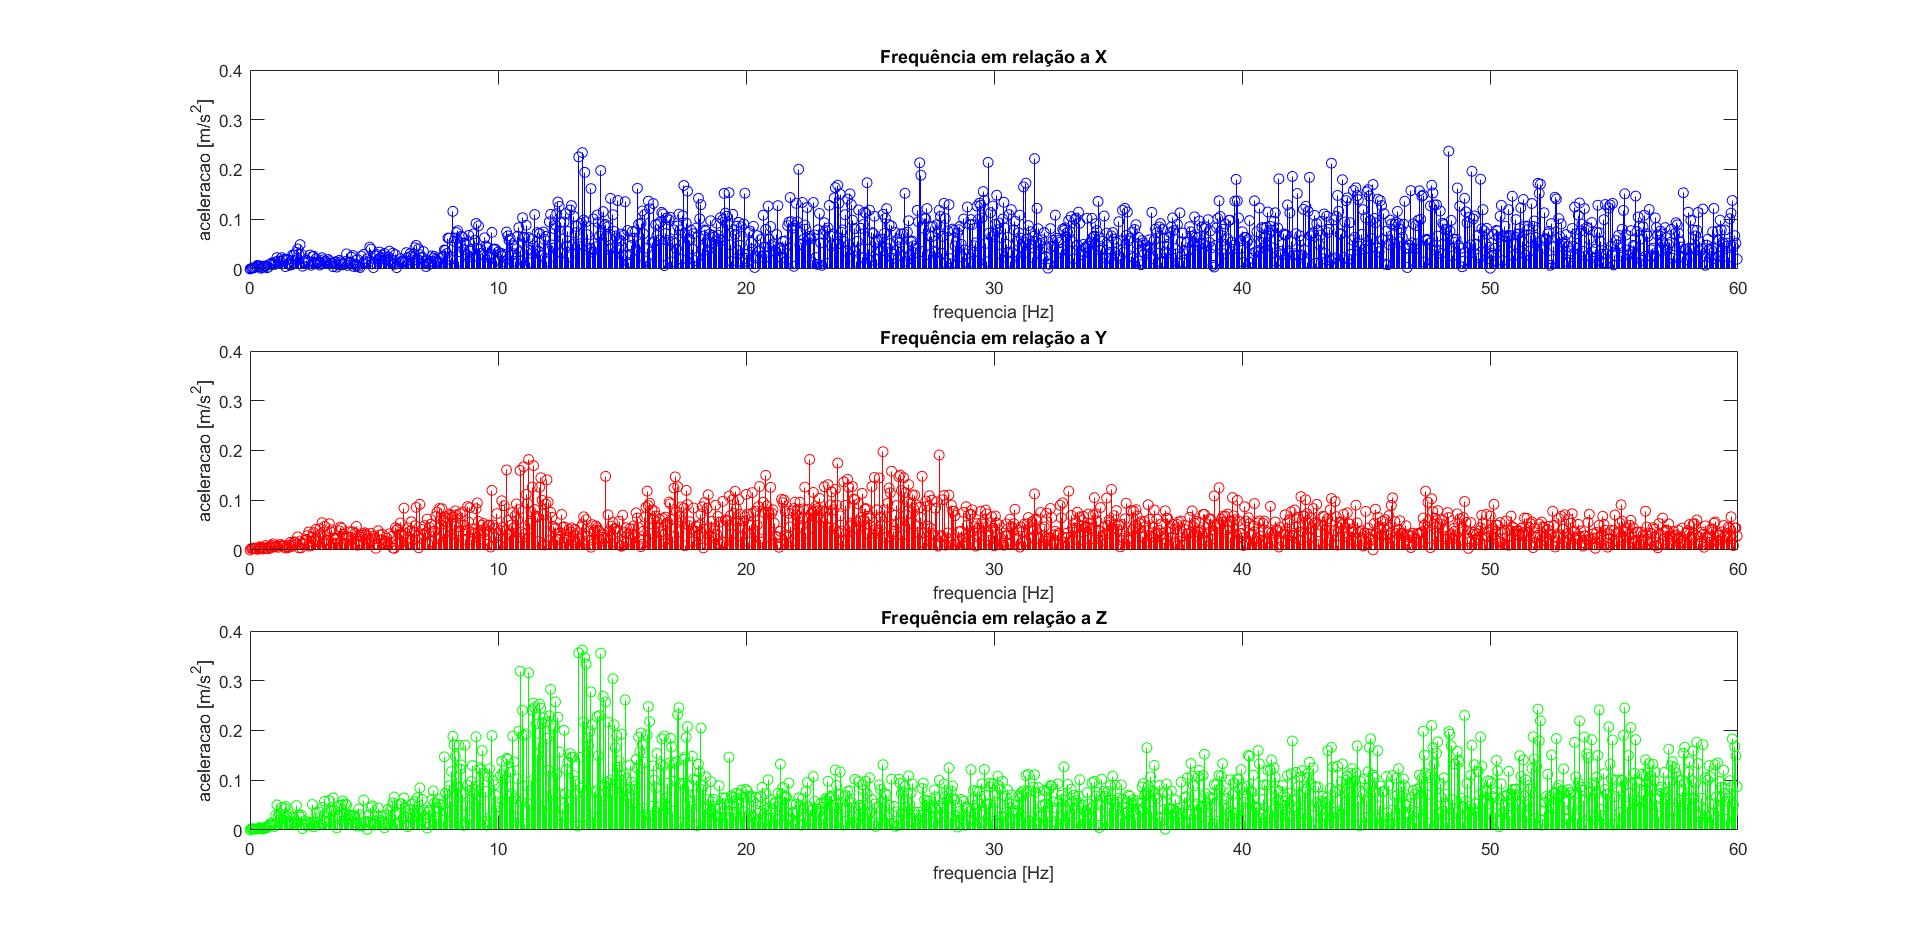 Frequência em relação a X
0.4
0.3
0.2
0.1
0
aceleracao [m/s²]
0 10 20 30 40 50 60
frequencia [Hz]
Frequência em relação a Y
0.4
0.3
0.2
0.1
0
aceleracao [m/s²]
0 10 20 30 40 50 60
frequencia [Hz]
Frequência em relação a Z
0.4
0.3
0.2
0.1
0
aceleracao [m/s²]
0 10 20 30 40 50 60
frequencia [Hz]